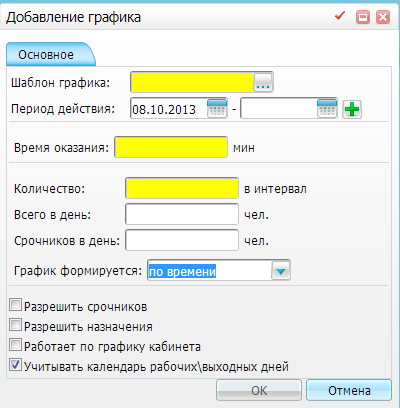 Добавление графика
Основное
Шаблон графика: ...
Период действия: 08.10.2013 -
Время оказания: мин
Количество: в интервал
Всего в день: чел.
Срочников в день: чел.
График формируется: по времени
Разрешить срочников
Разрешить назначения
Работает по графику кабинета
Учитывать календарь рабочих\выходных дней
OK Отмена